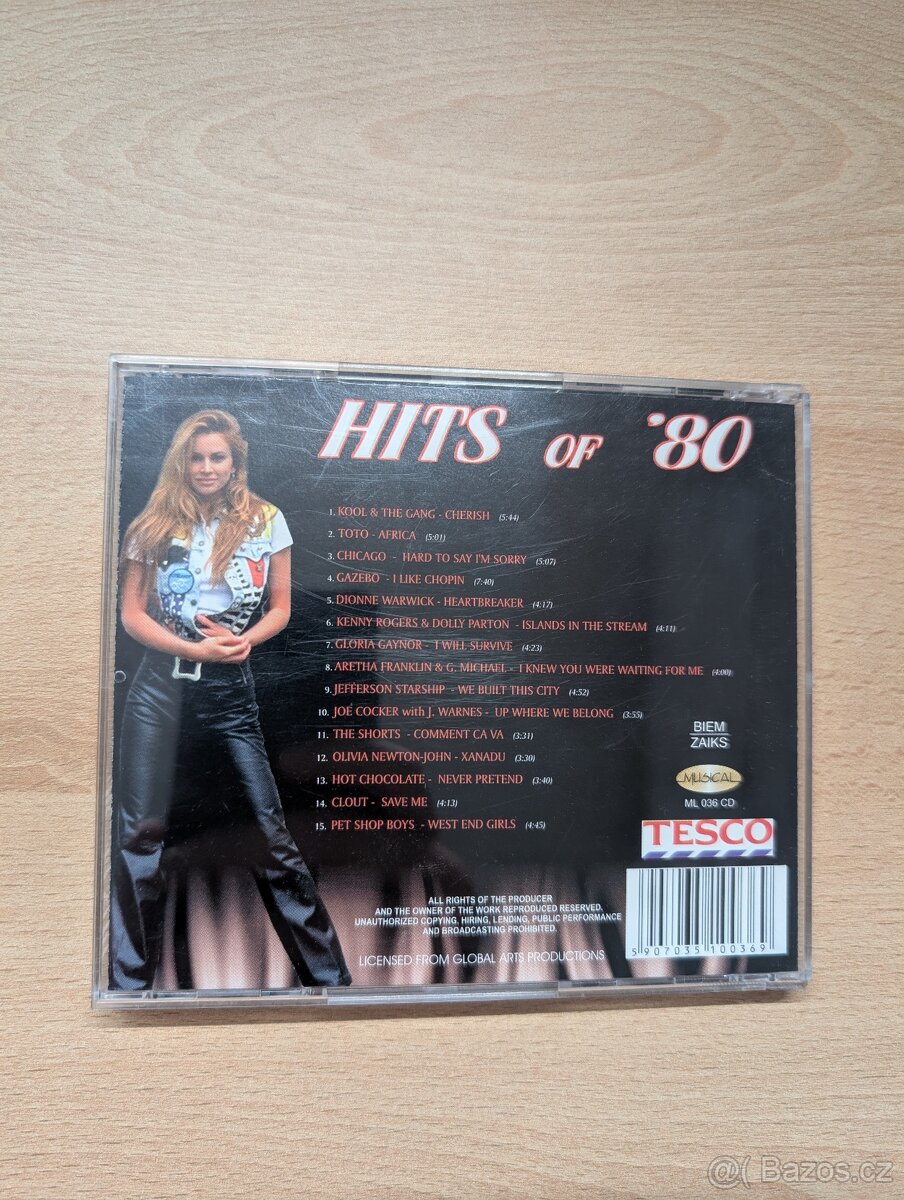 HITS OF '80
1. KOOL & THE GANG - CHERISH (5:44)
2. TOTO - AFRICA (5:01)
3. CHICAGO - HARD TO SAY I'M SORRY (5:07)
4. GAZEBO - I LIKE CHOPIN (7:40)
5. DIONNE WARWICK - HEARTBREAKER (4:17)
6. KENNY ROGERS & DOLLY PARTON - ISLANDS IN THE STREAM (4:11)
7. GLORIA GAYNOR - I WILL SURVIVE (4:23)
8. ARETHA FRANKLIN & G. MICHAEL - I KNEW YOU WERE WAITING FOR ME (4:00)
9. JEFFERSON STARSHIP - WE BUILT THIS CITY (4:52)
10. JOE COCKER with J. WARNES - UP WHERE WE BELONG (3:55)
11. THE SHORTS - COMMENT CA VA (3:31)
12. OLIVIA NEWTON-JOHN - XANADU (3:30)
13. HOT CHOCOLATE - NEVER PRETEND (3:40)
14. CLOUT - SAVE ME (4:13)
15. PET SHOP BOYS - WEST END GIRLS (4:45)
BIEM
ZAIKS
MUSICAL
ML 036 CD
TESCO
ALL RIGHTS OF THE PRODUCER
AND THE OWNER OF THE WORK REPRODUCED RESERVED.
UNAUTHORIZED COPYING, HIRING, LENDING, PUBLIC PERFORMANCE
AND BROADCASTING PROHIBITED.
LICENSED FROM GLOBAL ARTS PRODUCTIONS
5 907035 100369
@( Bazos.cz